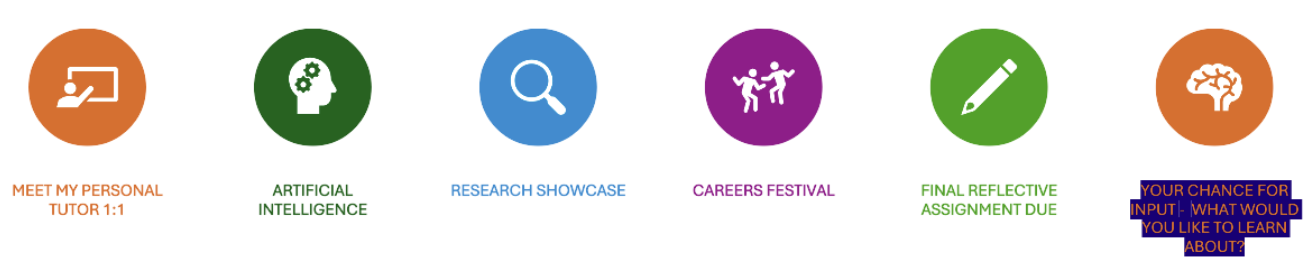 MEET MY PERSONAL
TUTOR 1:1
ARTIFICIAL
INTELLIGENCE
RESEARCH SHOWCASE
CAREERS FESTIVAL
FINAL REFLECTIVE
ASSIGNMENT DUE
YOUR CHANCE FOR
INPUT - WHAT WOULD
YOU LIKE TO LEARN
ABOUT?